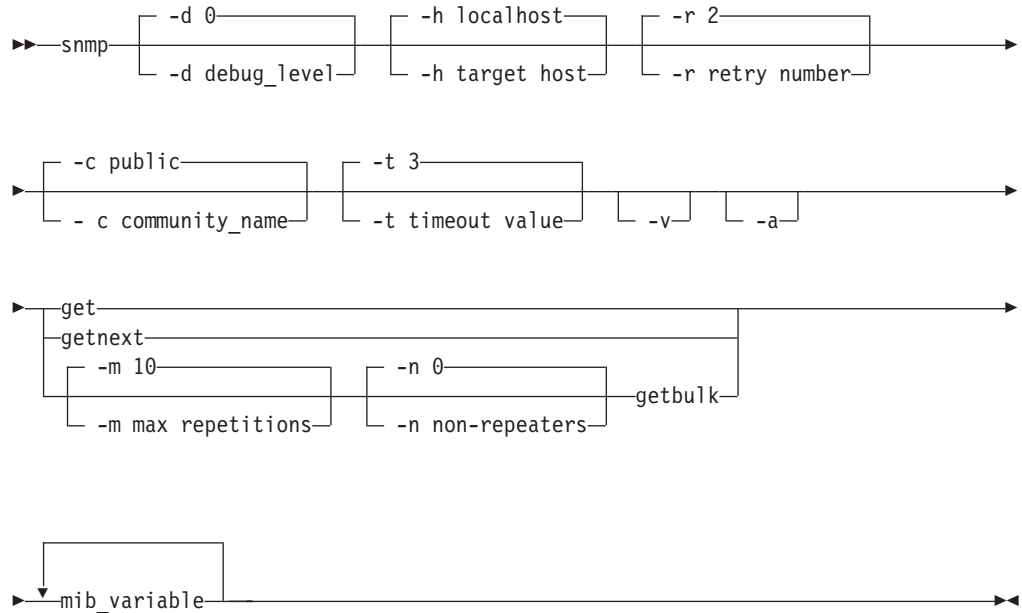 -d 0 -h localhost -r 2
snmp
-d debug_level -h target host -r retry number
-c public -t 3
- c community_name -t timeout value -v -a
get
getnext
-m 10 -n 0
getbulk
-m max repetitions -n non-repeaters
mib_variable